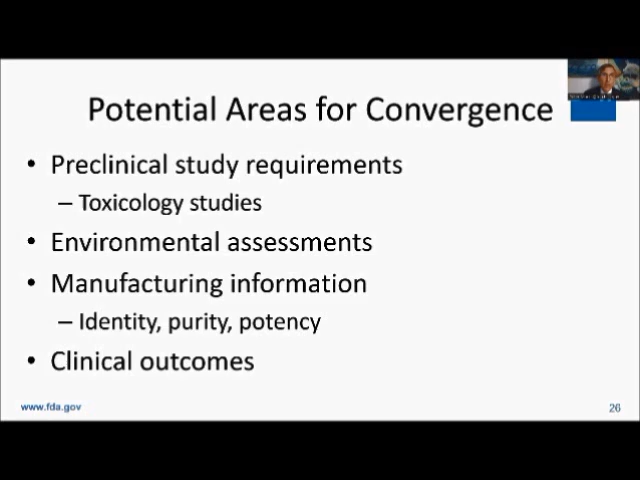 Potential Areas for Convergence
• Preclinical study requirements
– Toxicology studies
• Environmental assessments
• Manufacturing information
– Identity, purity, potency
• Clinical outcomes
www.fda.gov
26